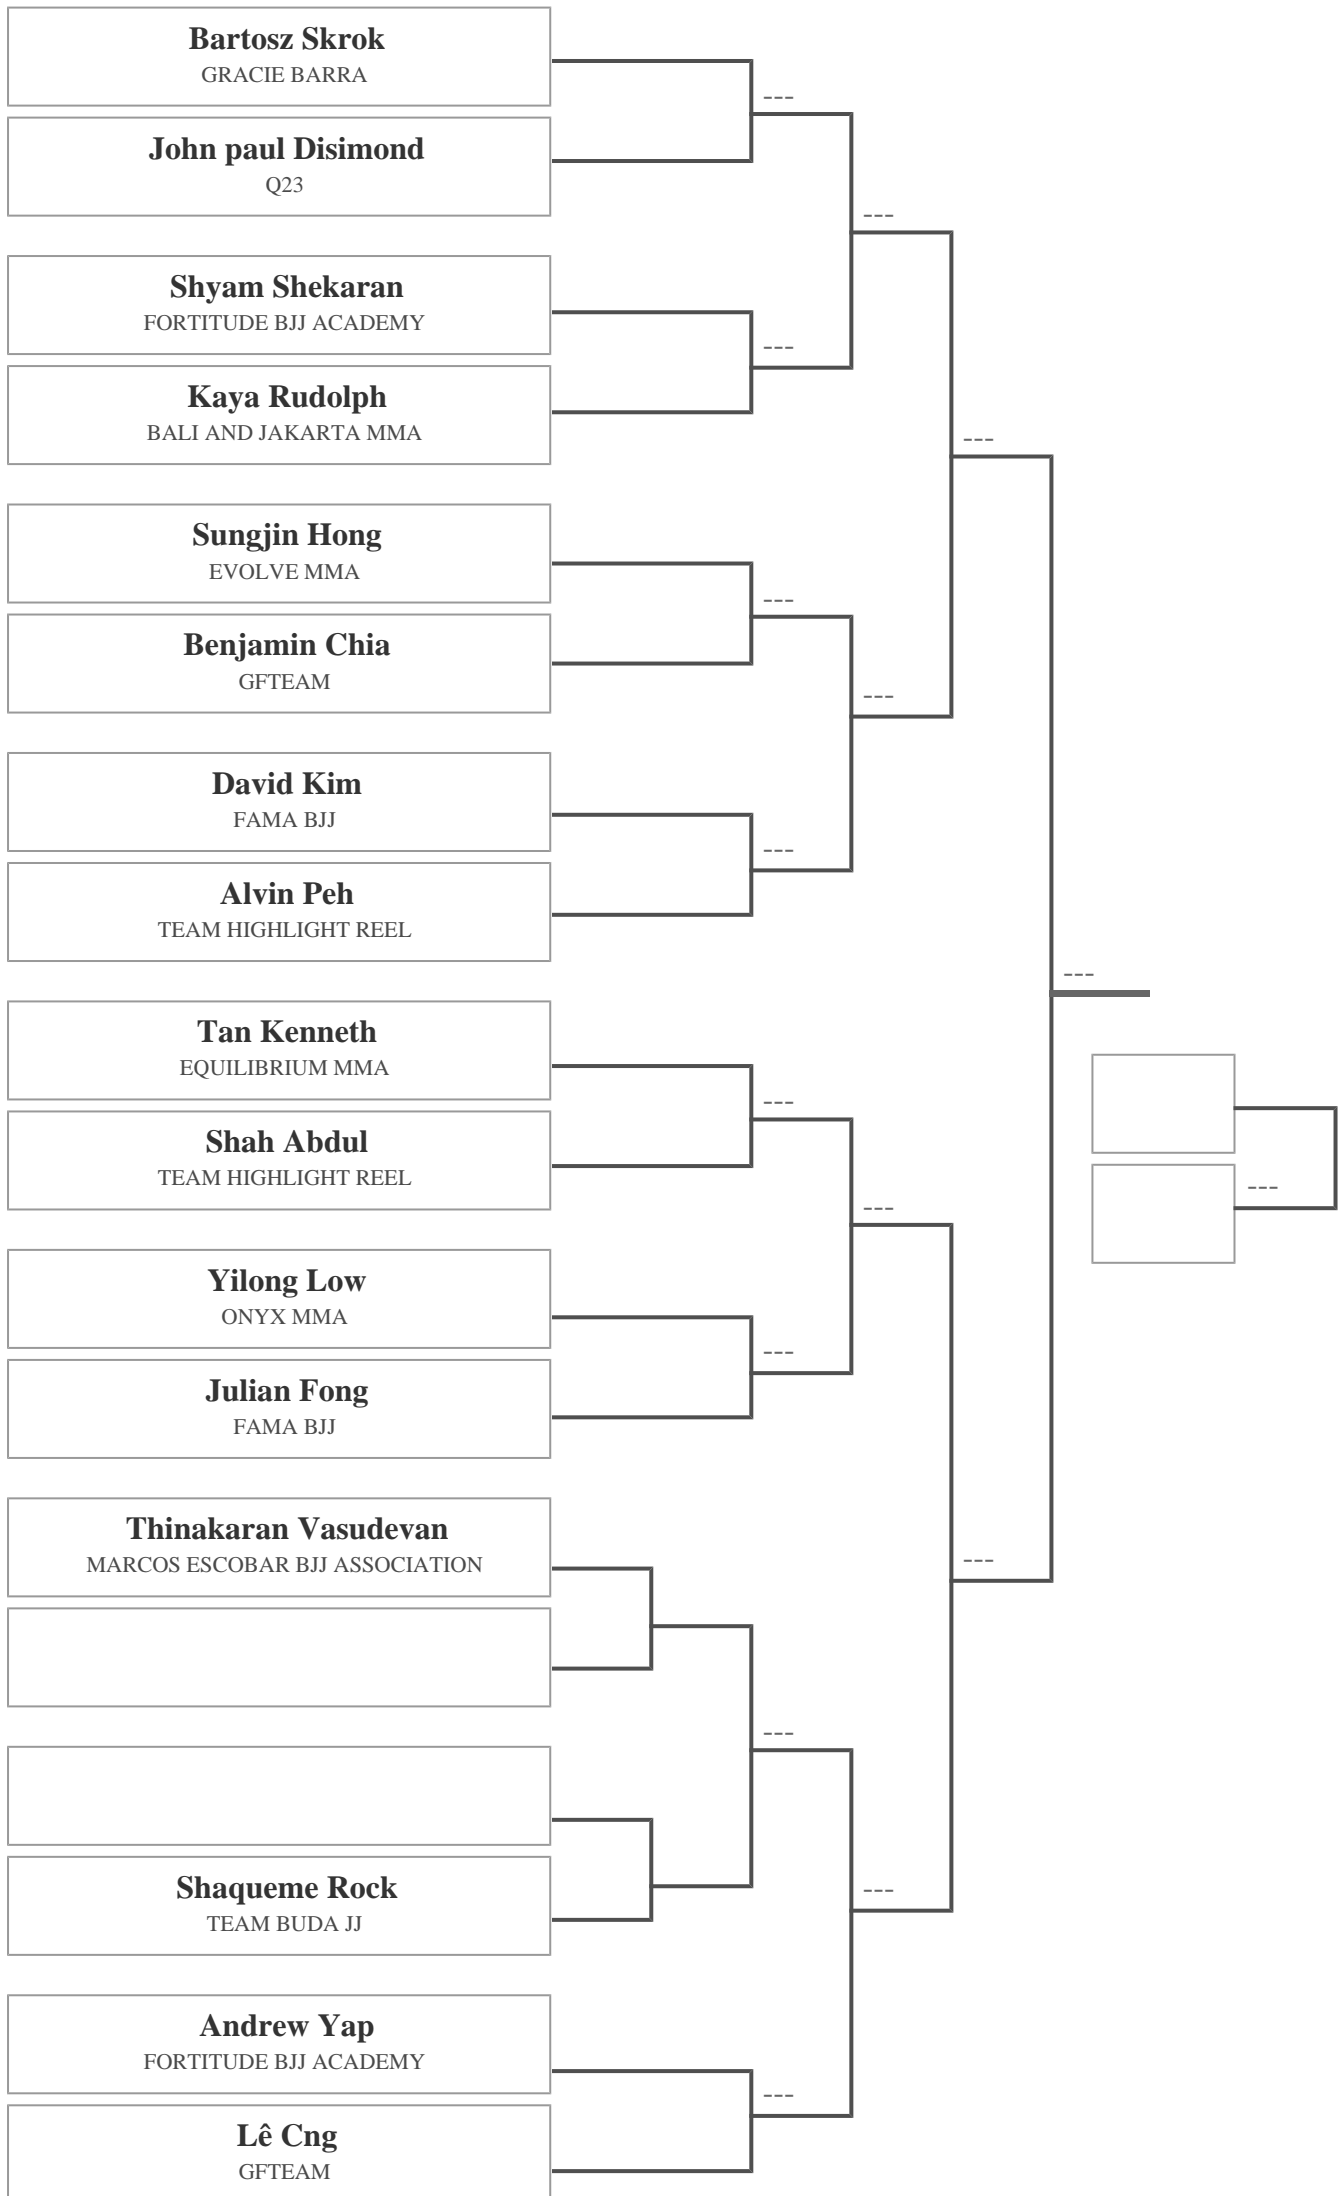 Bartosz Skrok
GRACIE BARRA
---
John paul Disimond
Q23
---
Shyam Shekaran
FORTITUDE BJJ ACADEMY
---
Kaya Rudolph
BALI AND JAKARTA MMA
---
Sungjin Hong
EVOLVE MMA
---
Benjamin Chia
GFTEAM
---
David Kim
FAMA BJJ
---
Alvin Peh
TEAM HIGHLIGHT REEL
---
Tan Kenneth
EQUILIBRIUM MMA
---
Shah Abdul
TEAM HIGHLIGHT REEL
---
---
Yilong Low
ONYX MMA
---
Julian Fong
FAMA BJJ
Thinakaran Vasudevan
MARCOS ESCOBAR BJJ ASSOCIATION
---
---
Shaqueme Rock
TEAM BUDA JJ
---
Andrew Yap
FORTITUDE BJJ ACADEMY
---
Lê Cng
GFTEAM